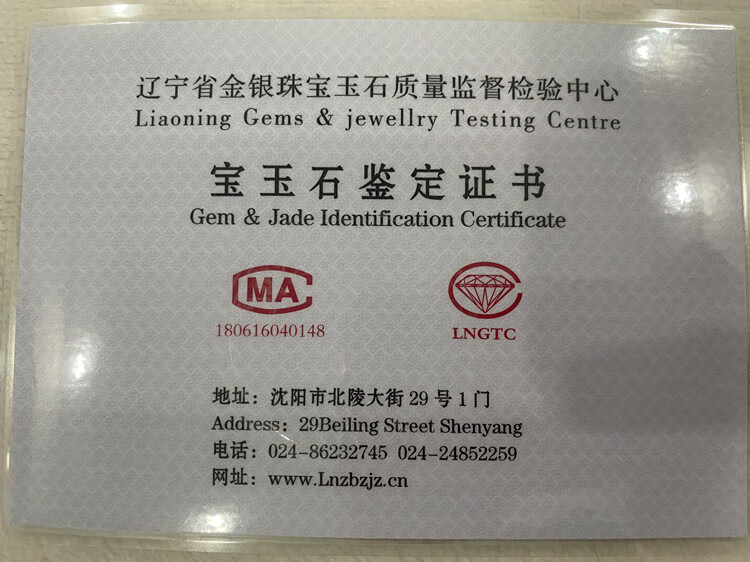 辽宁省金银珠宝玉石质量监督检验中心
Liaoning Gems & jewellry Testing Centre
宝玉石鉴定证书
Gem & Jade Identification Certificate
MA
180616040148
LNGTC
地址：沈阳市北陵大街 29 号 1 门
Address: 29Beiling Street Shenyang
电话：024-86232745 024-24852259
网址：www.Lnzbzjz.cn